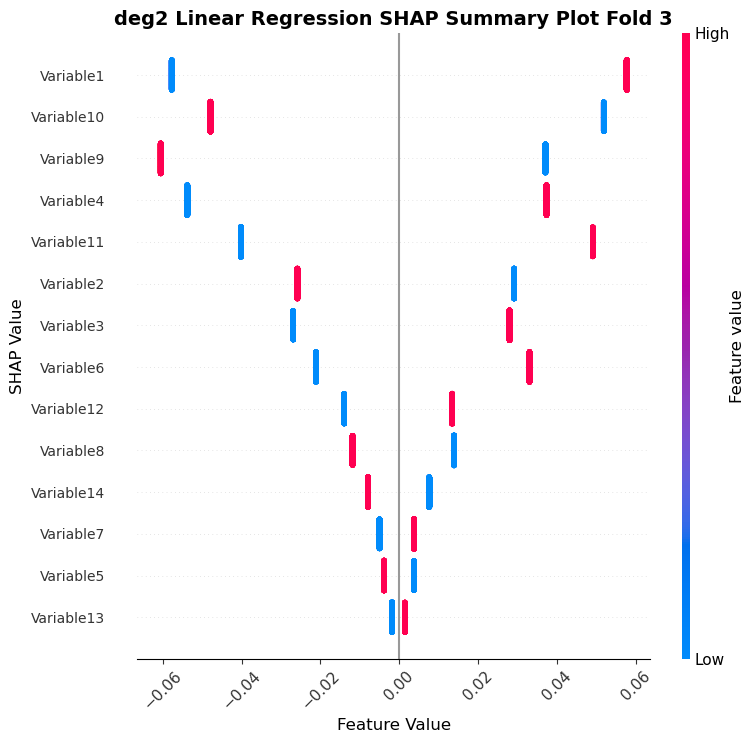 deg2 Linear Regression SHAP Summary Plot Fold 3
High
Variable1
Variable10
Variable9
Variable4
Variable11
Variable2
Variable3
Variable6
Variable12
Variable8
Variable14
Variable7
Variable5
Variable13
SHAP Value
Feature value
Low
−0.06
−0.04
−0.02
0.00
0.02
0.04
0.06
Feature Value